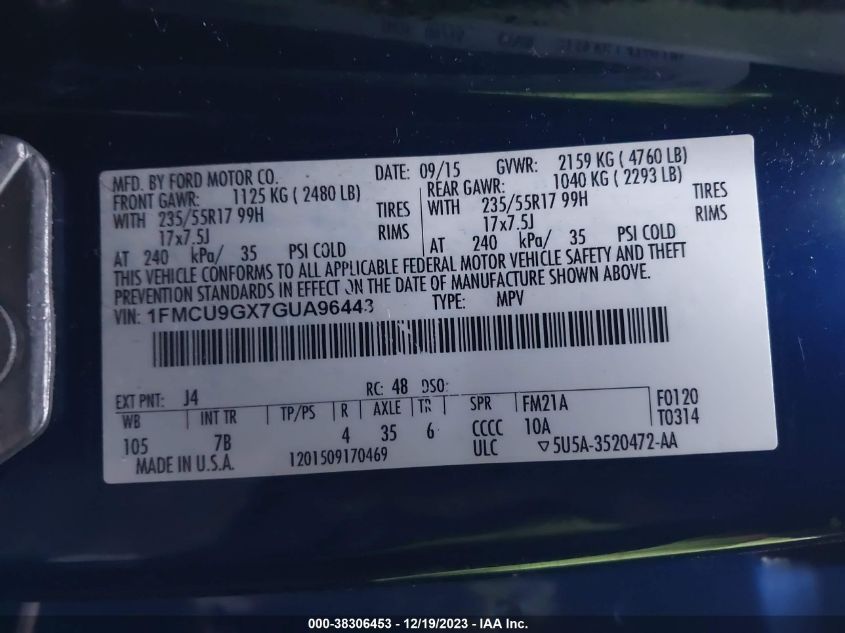 MFD. BY FORD MOTOR CO. DATE: 09/15 GVWR: 2159 KG ( 4760 LB)
FRONT GAWR: 1125 KG ( 2480 LB) REAR GAWR: 1040 KG ( 2293 LB)
WITH 235/55R17 99H TIRES WITH 235/55R17 99H TIRES
17x7.5J RIMS 17x7.5J RIMS
AT 240 kPa/ 35 PSI COLD AT 240 kPa/ 35 PSI COLD
THIS VEHICLE CONFORMS TO ALL APPLICABLE FEDERAL MOTOR VEHICLE SAFETY AND THEFT
PREVENTION STANDARDS IN EFFECT ON THE DATE OF MANUFACTURE SHOWN ABOVE.
VIN: 1FMCU9GX7GUA96443 TYPE: MPV
EXT PNT: J4 RC: 48 DSO:
WB INT TR TP/PS R AXLE TR SPR FM21A F0120
105 7B 4 35 6 CCCC 10A T0314
MADE IN U.S.A. 1201509170469 ULC ▽5U5A-3520472-AA
000-38306453 - 12/19/2023 - IAA Inc.